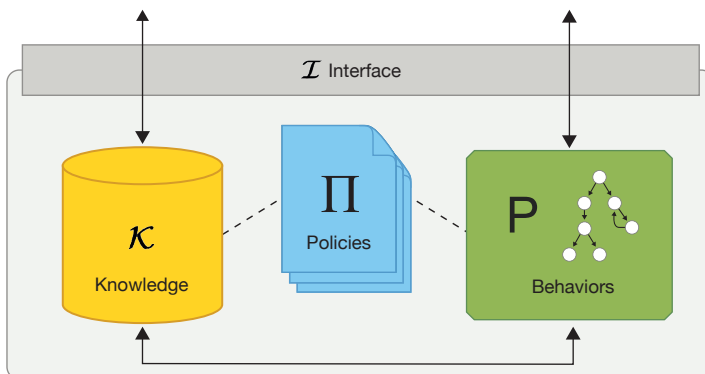 𝓘 Interface
Π
Policies
𝓚
Knowledge
P
Behaviors